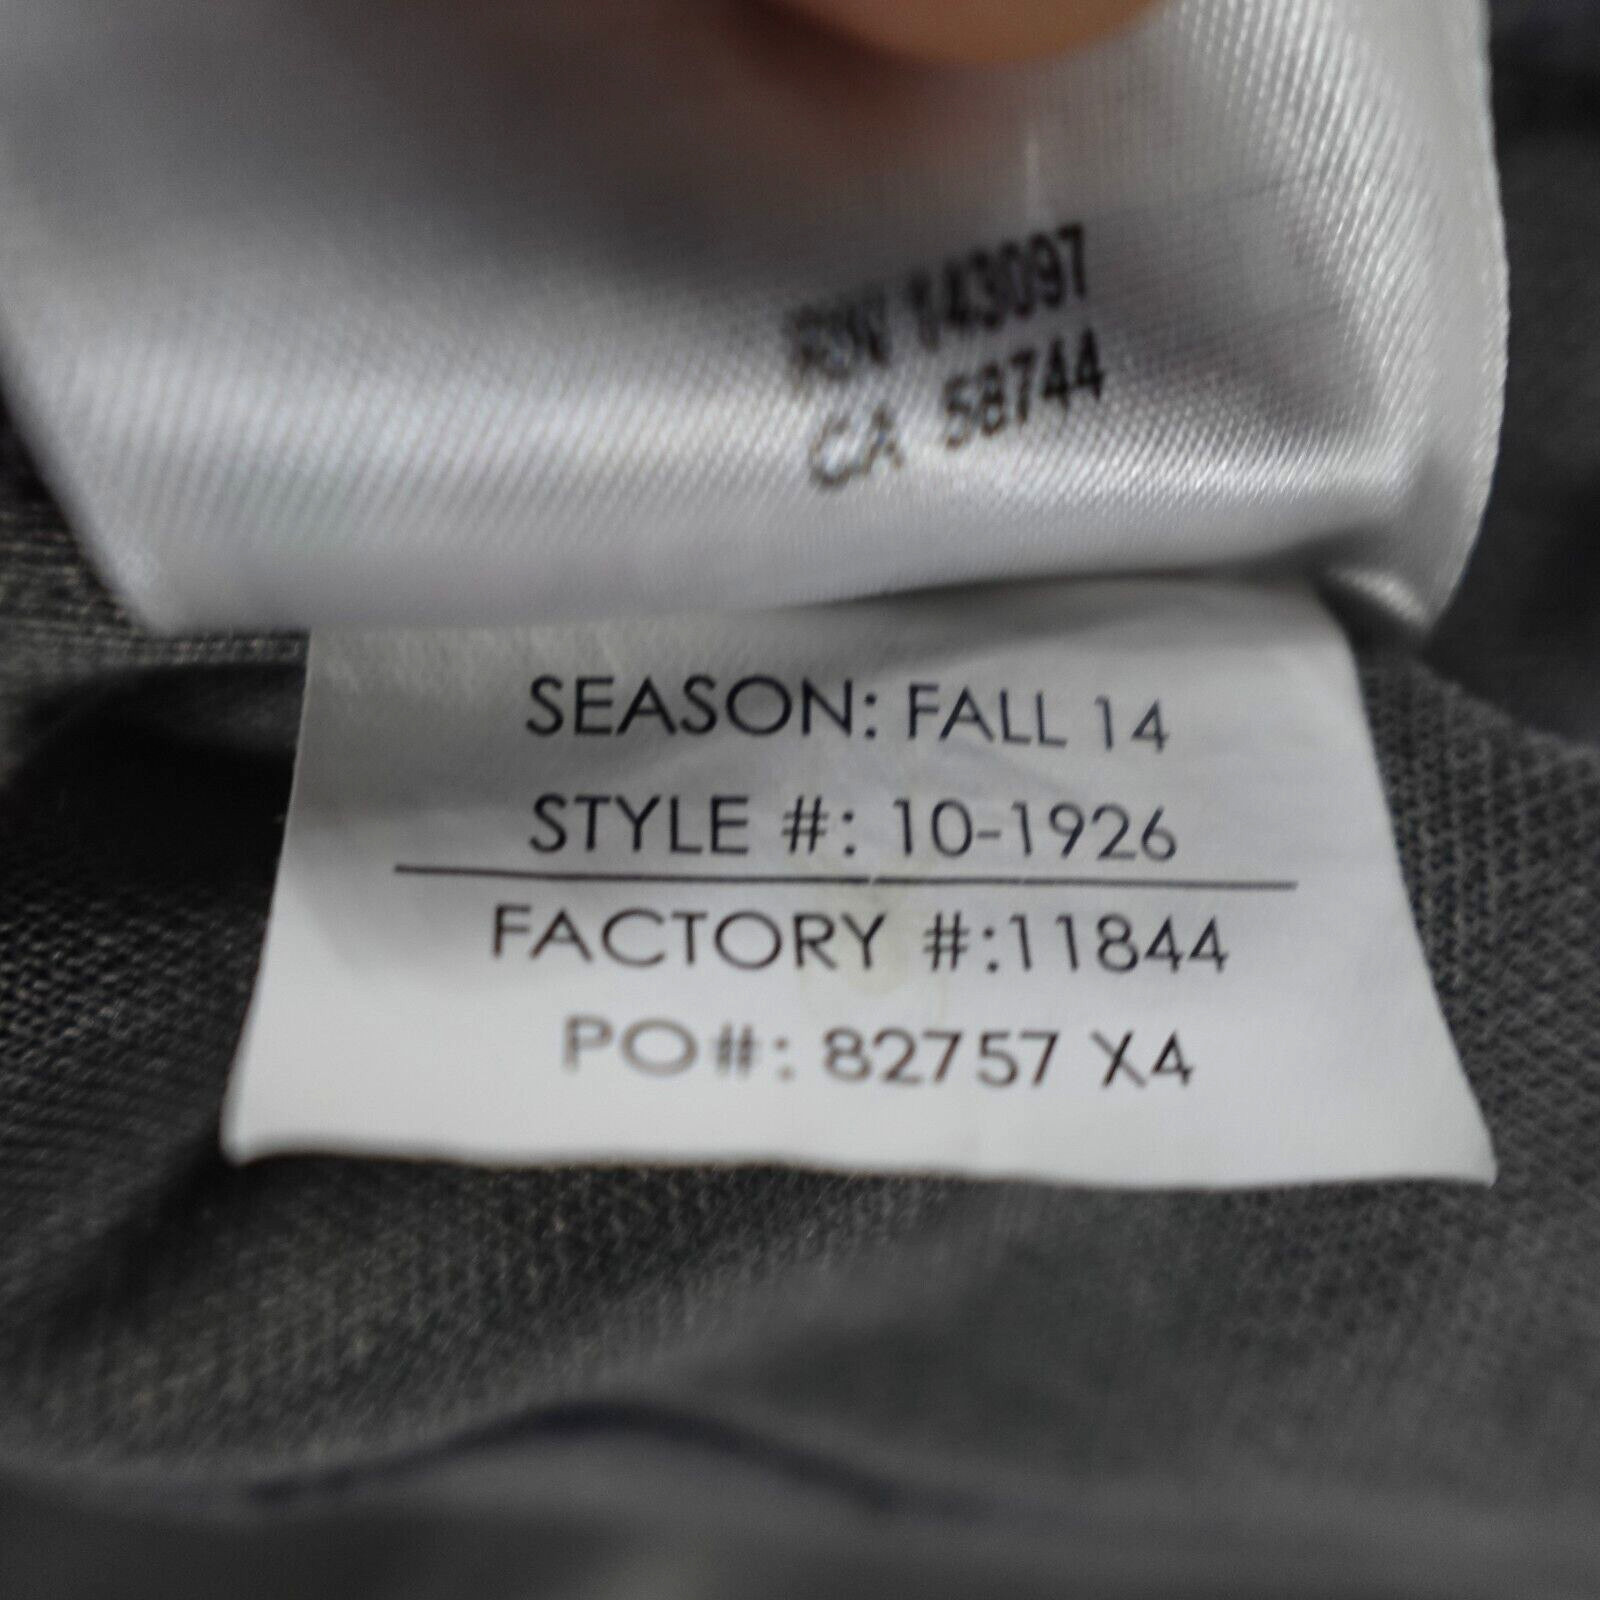 RN 143097
CA 58744
SEASON: FALL 14
STYLE #: 10-1926
FACTORY #:11844
PO#: 82757 X4